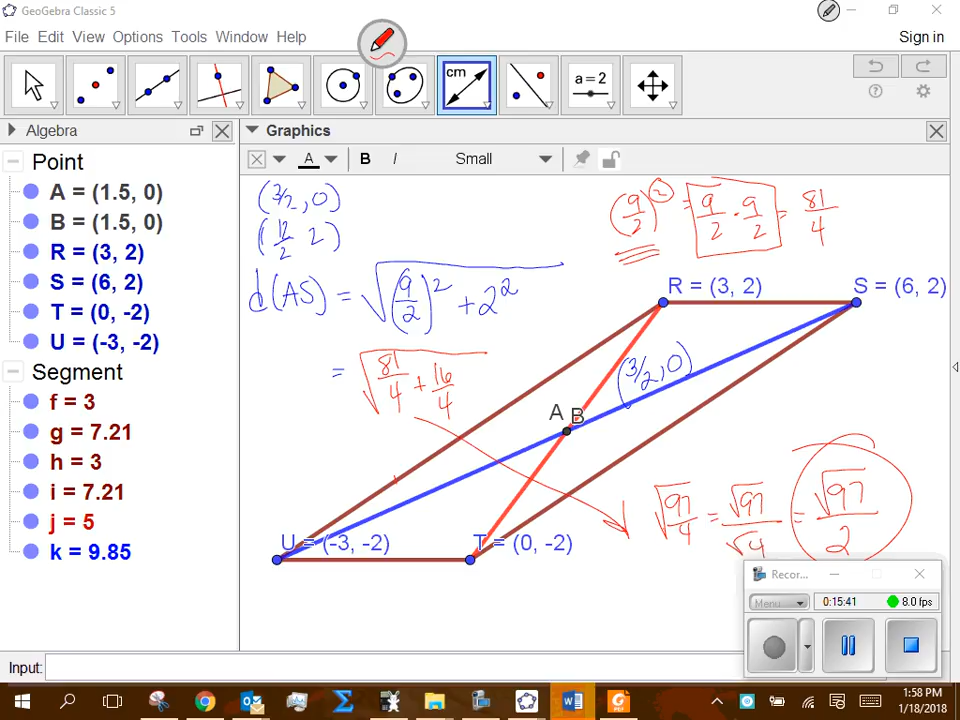 GeoGebra Classic 5
File Edit View Options Tools Window Help
Sign in
cm
a = 2
Algebra
Graphics
A B I Small
Point
A = (1.5, 0)
B = (1.5, 0)
R = (3, 2)
S = (6, 2)
T = (0, -2)
U = (-3, -2)
Segment
f = 3
g = 7.21
h = 3
i = 7.21
j = 5
k = 9.85
(3/2, 0)
(12/2 2)
d(AS) = √((9/2)² + 2²)
= √(81/4 + 16/4)
(9/2)² = 9/2 · 9/2 = 81/4
R = (3, 2)
S = (6, 2)
(3/2, 0)
A B
√(97/4) = √97/√4 = √97/2
U = (-3, -2)
T = (0, -2)
Recor...
Menu
0:15:41
8.0 fps
Input:
1:58 PM
1/18/2018